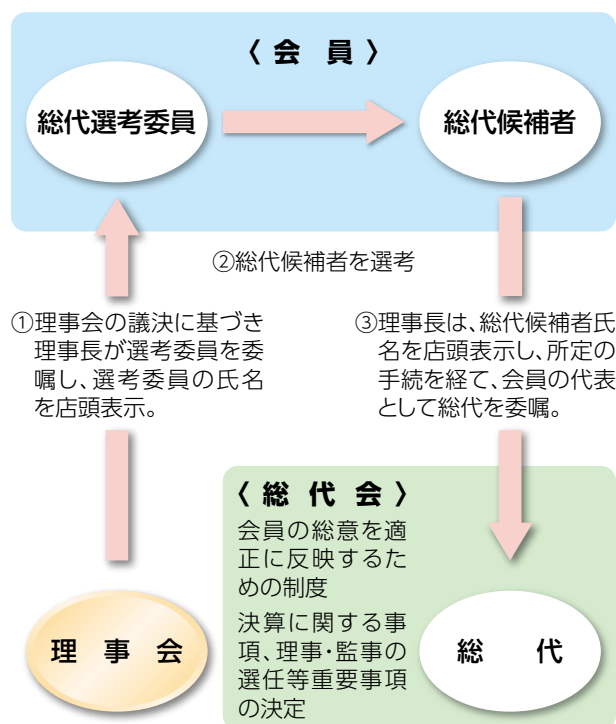 〈 会　員 〉
総代選考委員
総代候補者
②総代候補者を選考
①理事会の議決に基づき
理事長が選考委員を委
嘱し、選考委員の氏名
を店頭表示。
③理事長は、総代候補者氏
名を店頭表示し、所定の
手続を経て、会員の代表
として総代を委嘱。
〈 総　代　会 〉
会員の総意を適
正に反映するた
めの制度
決算に関する事
項、理事・監事の
選任等重要事項
の決定
理　事　会
総　　代